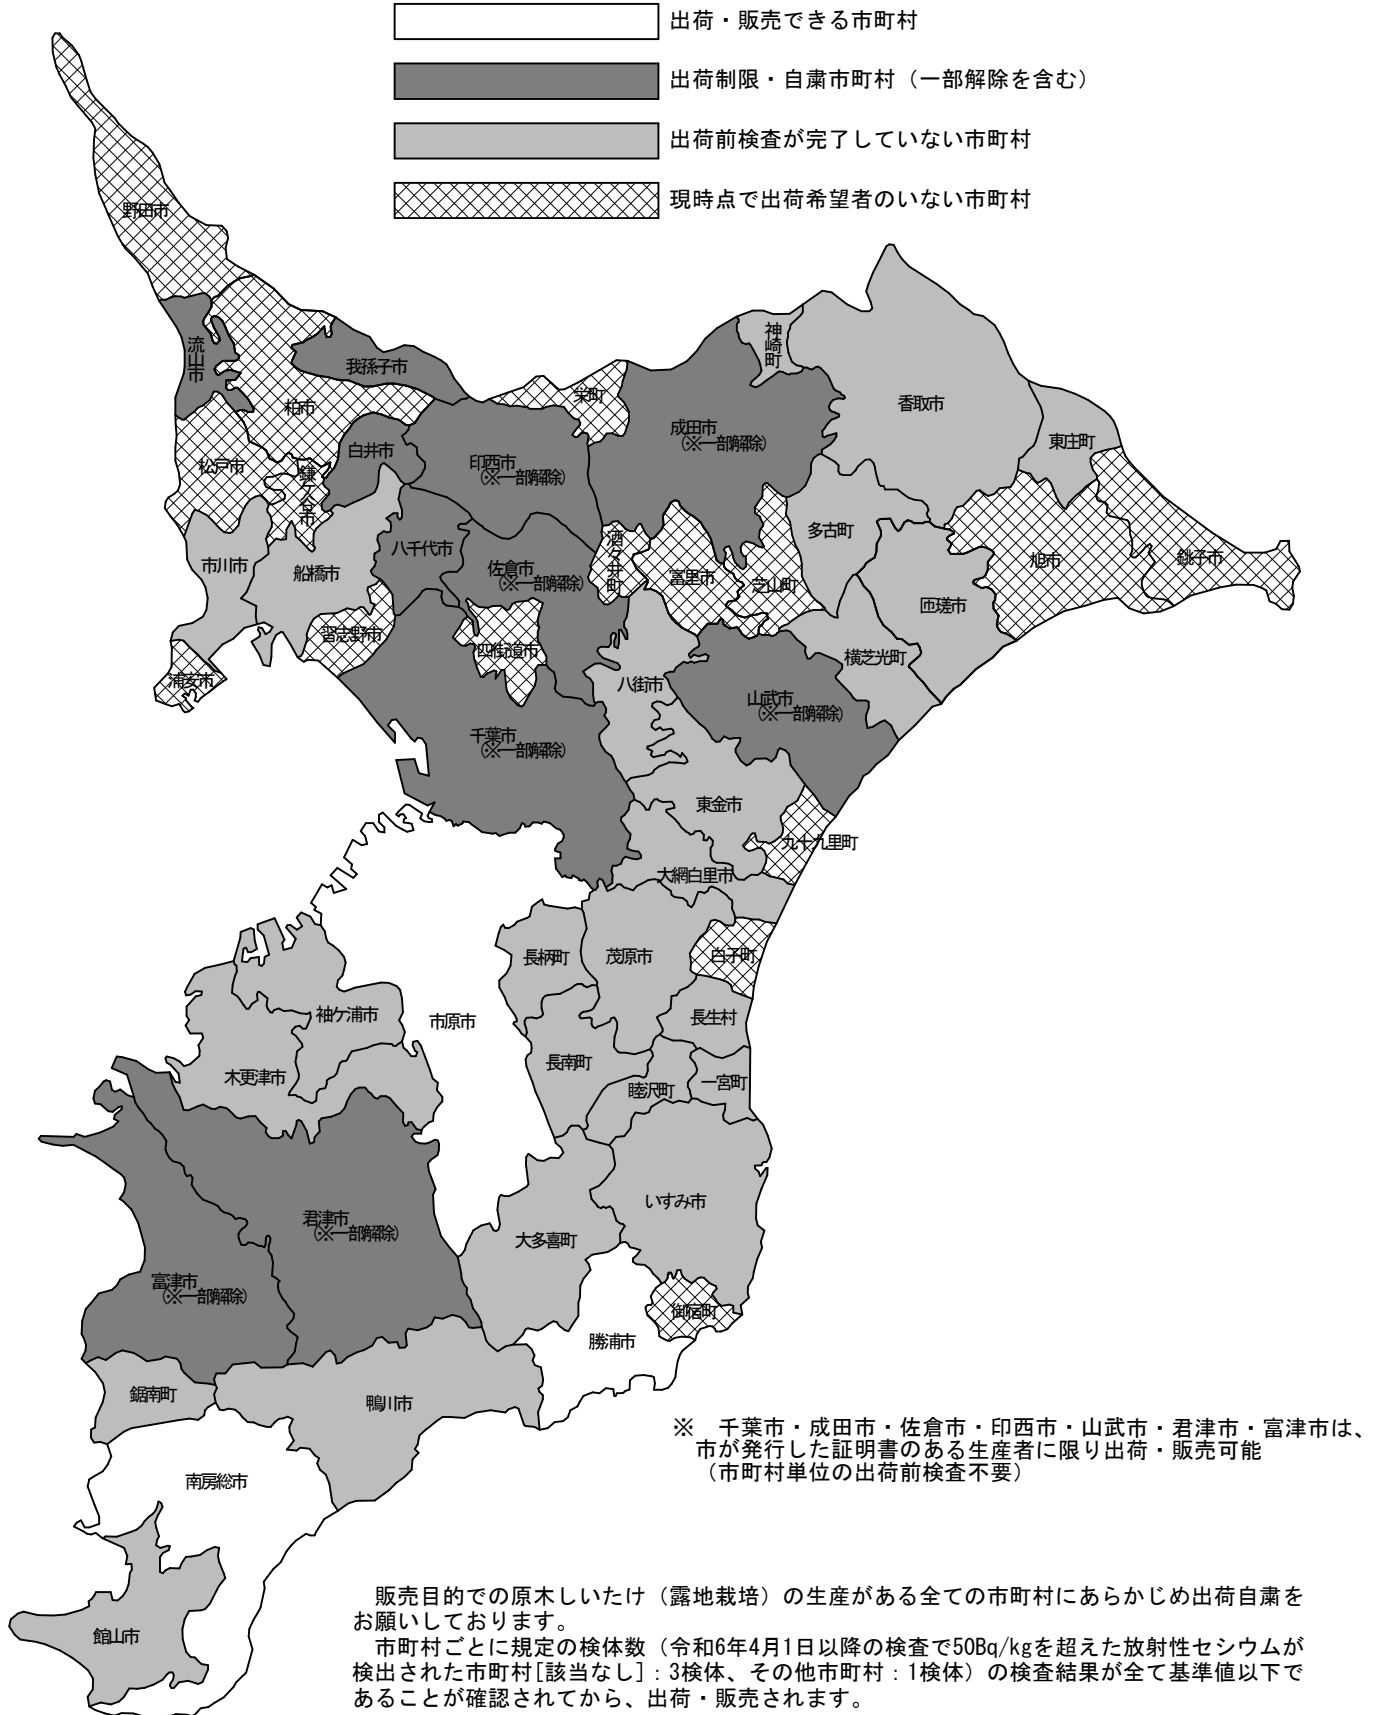 出荷・販売できる市町村
出荷制限・自粛市町村（一部解除を含む）
出荷前検査が完了していない市町村
現時点で出荷希望者のいない市町村
野田市
流山市
我孫子市
柏市
松戸市
鎌ケ谷市
白井市
印西市
（※一部解除）
栄町
成田市
（※一部解除）
神崎町
香取市
東庄町
多古町
旭市
銚子市
匝瑳市
横芝光町
芝山町
富里市
酒々井町
佐倉市
（※一部解除）
八千代市
船橋市
市川市
浦安市
習志野市
四街道市
千葉市
（※一部解除）
八街市
山武市
（※一部解除）
東金市
九十九里町
大網白里市
茂原市
白子町
長柄町
長生村
長南町
睦沢町
一宮町
市原市
袖ケ浦市
木更津市
君津市
（※一部解除）
富津市
（※一部解除）
いすみ市
大多喜町
御宿町
勝浦市
鋸南町
鴨川市
南房総市
館山市
※　千葉市・成田市・佐倉市・印西市・山武市・君津市・富津市は、
市が発行した証明書のある生産者に限り出荷・販売可能
（市町村単位の出荷前検査不要）
販売目的での原木しいたけ（露地栽培）の生産がある全ての市町村にあらかじめ出荷自粛を
お願いしております。
市町村ごとに規定の検体数（令和6年4月1日以降の検査で50Bq/kgを超えた放射性セシウムが
検出された市町村[該当なし]：3検体、その他市町村：1検体）の検査結果が全て基準値以下で
あることが確認されてから、出荷・販売されます。